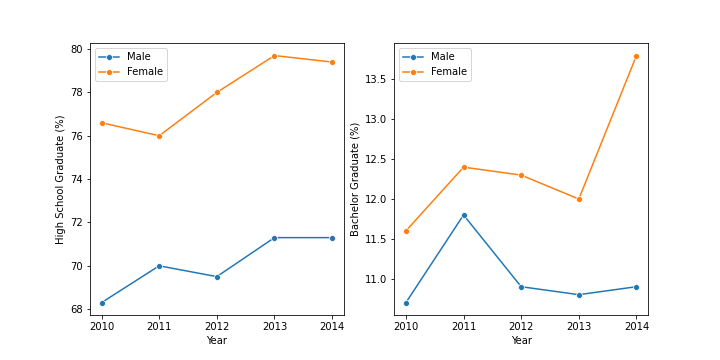 Male
Female
80
78
76
74
72
70
68
High School Graduate (%)
2010 2011 2012 2013 2014
Year
Male
Female
13.5
13.0
12.5
12.0
11.5
11.0
Bachelor Graduate (%)
2010 2011 2012 2013 2014
Year